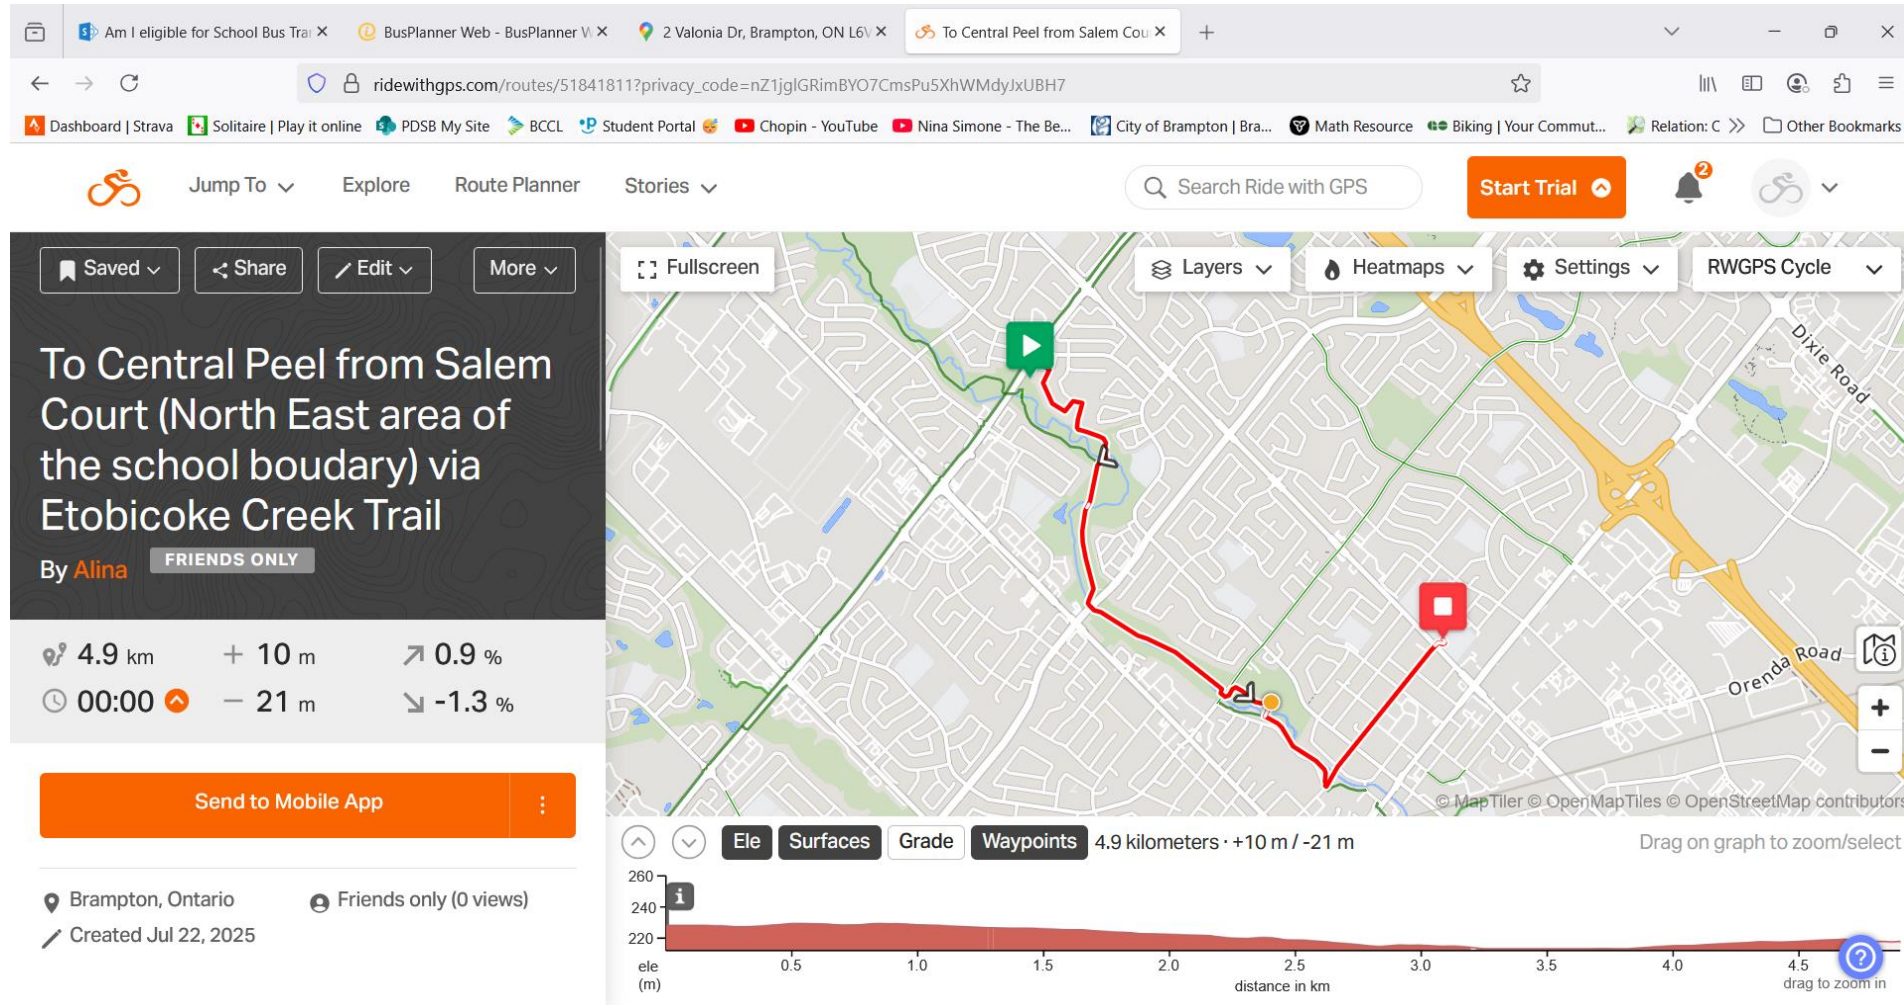 Am I eligible for School Bus Tra
BusPlanner Web - BusPlanner W
2 Valonia Dr, Brampton, ON L6V
To Central Peel from Salem Cou
ridewithgps.com/routes/51841811?privacy_code=nZ1jglGRimBYO7CmsPu5XhWMdyJxUBH7
Dashboard | Strava
Solitaire | Play it online
PDSB My Site
BCCL
Student Portal
Chopin - YouTube
Nina Simone - The Be...
City of Brampton | Bra...
Math Resource
Biking | Your Commut...
Relation: C
Other Bookmarks
Jump To
Explore
Route Planner
Stories
Search Ride with GPS
Start Trial
2
Saved
Share
Edit
More
Fullscreen
Layers
Heatmaps
Settings
RWGPS Cycle
To Central Peel from Salem
Court (North East area of
the school boudary) via
Etobicoke Creek Trail
By Alina
FRIENDS ONLY
4.9 km
+ 10 m
0.9 %
00:00
− 21 m
-1.3 %
Send to Mobile App
Brampton, Ontario
Friends only (0 views)
Created Jul 22, 2025
Dixie Road
Orenda Road
+
−
© MapTiler © OpenMapTiles © OpenStreetMap contributors
Ele
Surfaces
Grade
Waypoints
4.9 kilometers · +10 m / -21 m
Drag on graph to zoom/select
260
240
220
i
ele
(m)
0.5
1.0
1.5
2.0
2.5
3.0
3.5
4.0
4.5
distance in km
drag to zoom in
?